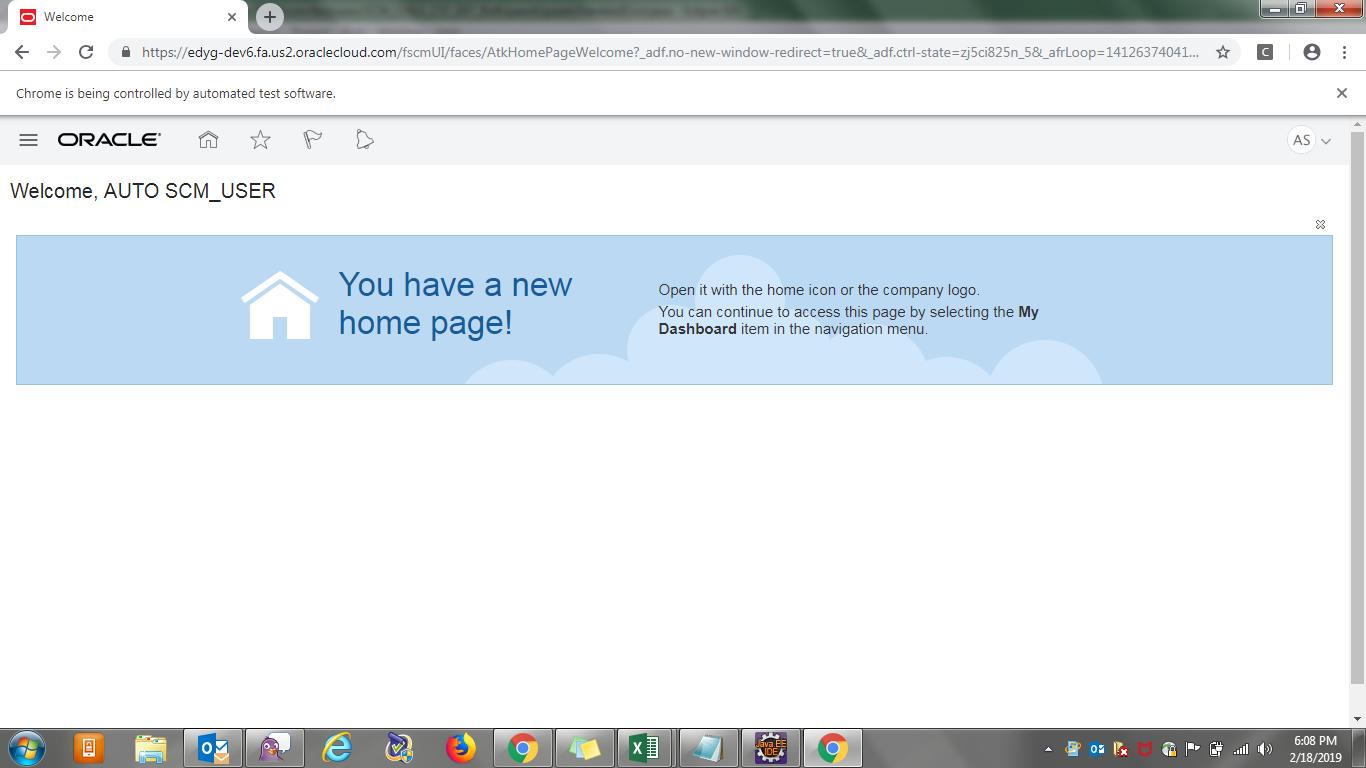 Welcome
https://edyg-dev6.fa.us2.oraclecloud.com/fscmUI/faces/AtkHomePageWelcome?_adf.no-new-window-redirect=true&_adf.ctrl-state=zj5ci825n_5&_afrLoop=14126374041...
C
Chrome is being controlled by automated test software.
ORACLE
AS
Welcome, AUTO SCM_USER
You have a new
home page!
Open it with the home icon or the company logo.
You can continue to access this page by selecting the My
Dashboard item in the navigation menu.
Java EE
IDE
6:08 PM
2/18/2019